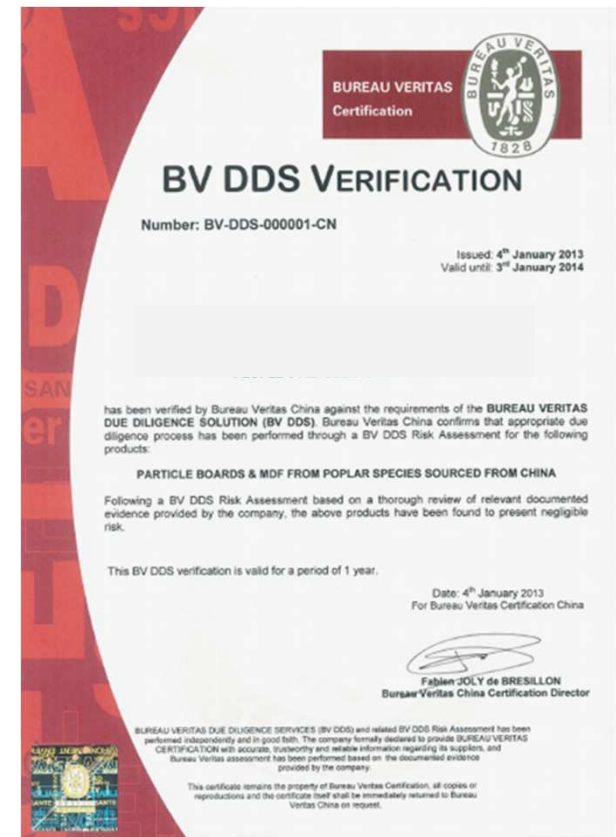 BUREAU VERITAS
Certification
BUREAU VERITAS
1828
BV DDS VERIFICATION
Number: BV-DDS-000001-CN
Issued: 4th January 2013
Valid until: 3rd January 2014
has been verified by Bureau Veritas China against the requirements of the BUREAU VERITAS
DUE DILIGENCE SOLUTION (BV DDS). Bureau Veritas China confirms that appropriate due
diligence process has been performed through a BV DDS Risk Assessment for the following
products:
PARTICLE BOARDS & MDF FROM POPLAR SPECIES SOURCED FROM CHINA
Following a BV DDS Risk Assessment based on a thorough review of relevant documented
evidence provided by the company, the above products have been found to present negligible
risk.
This BV DDS verification is valid for a period of 1 year.
Date: 4th January 2013
For Bureau Veritas Certification China
Fabien JOLY de BRESILLON
Bureau Veritas China Certification Director
BUREAU VERITAS DUE DILIGENCE SERVICES (BV DDS) and related BV DDS Risk Assessment has been
performed independently and in good faith. The company formally declared to provide BUREAU VERITAS
CERTIFICATION with accurate, trustworthy and reliable information regarding its suppliers, and
Bureau Veritas assessment has been performed based on the documented evidence
provided by the company.
This certificate remains the property of Bureau Veritas Certification, all copies or
reproductions and the certificate itself shall be immediately returned to Bureau
Veritas China on request.